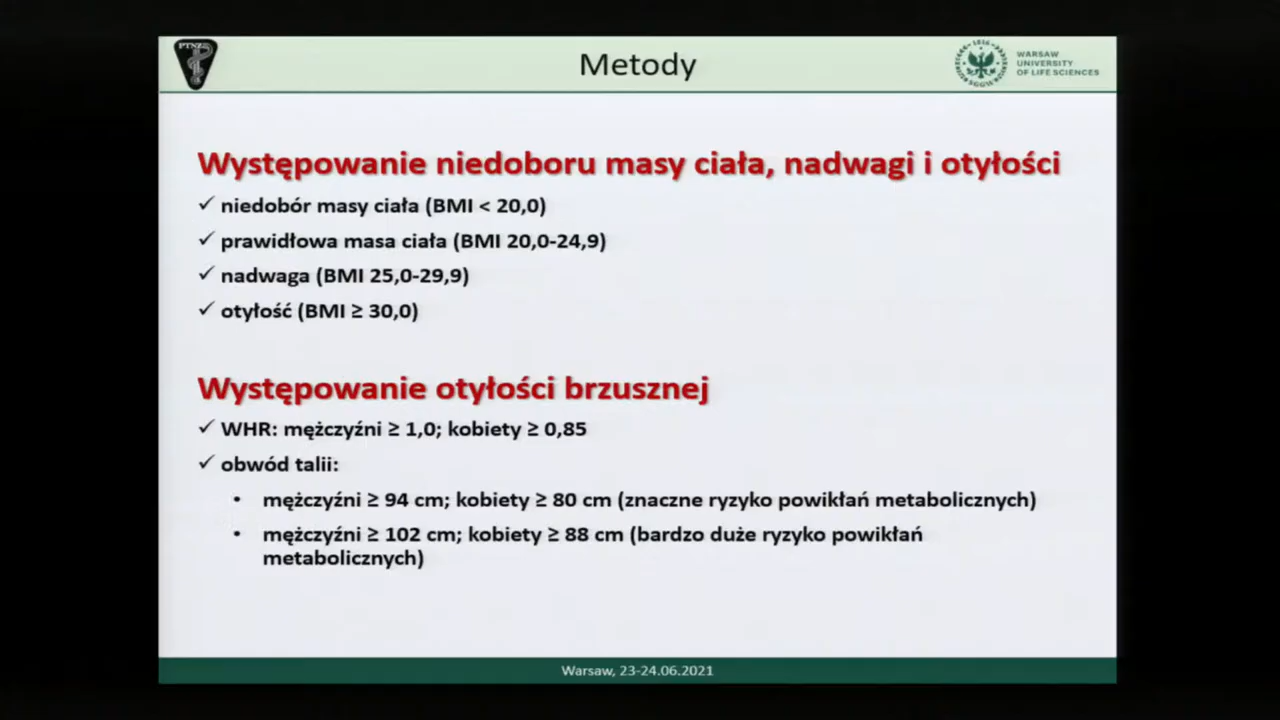 PTNZ
Metody
WARSAW
UNIVERSITY
OF LIFE SCIENCES
Występowanie niedoboru masy ciała, nadwagi i otyłości
✓ niedobór masy ciała (BMI < 20,0)
✓ prawidłowa masa ciała (BMI 20,0-24,9)
✓ nadwaga (BMI 25,0-29,9)
✓ otyłość (BMI ≥ 30,0)
Występowanie otyłości brzusznej
✓ WHR: mężczyźni ≥ 1,0; kobiety ≥ 0,85
✓ obwód talii:
• mężczyźni ≥ 94 cm; kobiety ≥ 80 cm (znaczne ryzyko powikłań metabolicznych)
• mężczyźni ≥ 102 cm; kobiety ≥ 88 cm (bardzo duże ryzyko powikłań
metabolicznych)
Warsaw, 23-24.06.2021